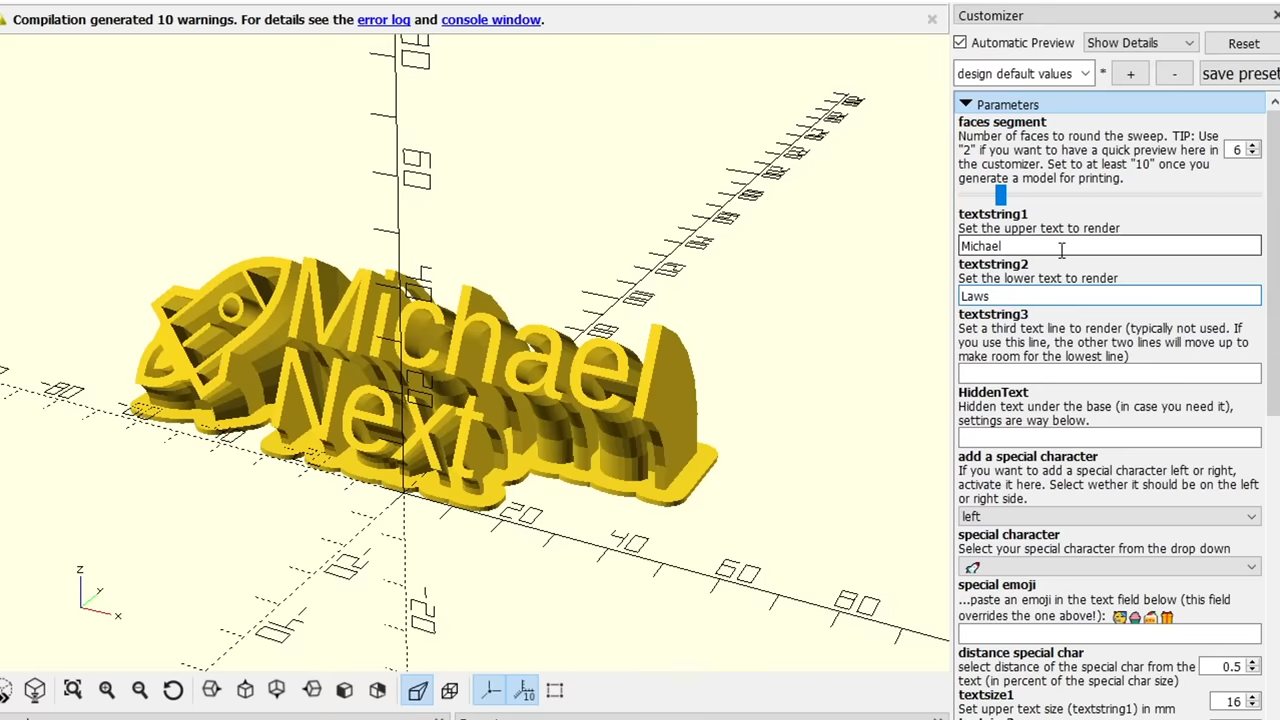 Compilation generated 10 warnings. For details see the error log and console window.
Customizer
Automatic Preview
Show Details
Reset
design default values
*
+
-
save preset
Parameters
faces segment
Number of faces to round the sweep. TIP: Use
"2" if you want to have a quick preview here in
the customizer. Set to at least "10" once you
generate a model for printing.
6
textstring1
Set the upper text to render
Michael
textstring2
Set the lower text to render
Laws
textstring3
Set a third text line to render (typically not used. If
you use this line, the other two lines will move up to
make room for the lowest line)
HiddenText
Hidden text under the base (in case you need it),
settings are way below.
add a special character
If you want to add a special character left or right,
activate it here. Select wether it should be on the left
or right side.
left
special character
Select your special character from the drop down
special emoji
...paste an emoji in the text field below (this field
overrides the one above!):
distance special char
select distance of the special char from the
text (in percent of the special char size)
0.5
textsize1
Set upper text size (textstring1) in mm
16
Michael
Next
20
40
60
80
z
y
x
10